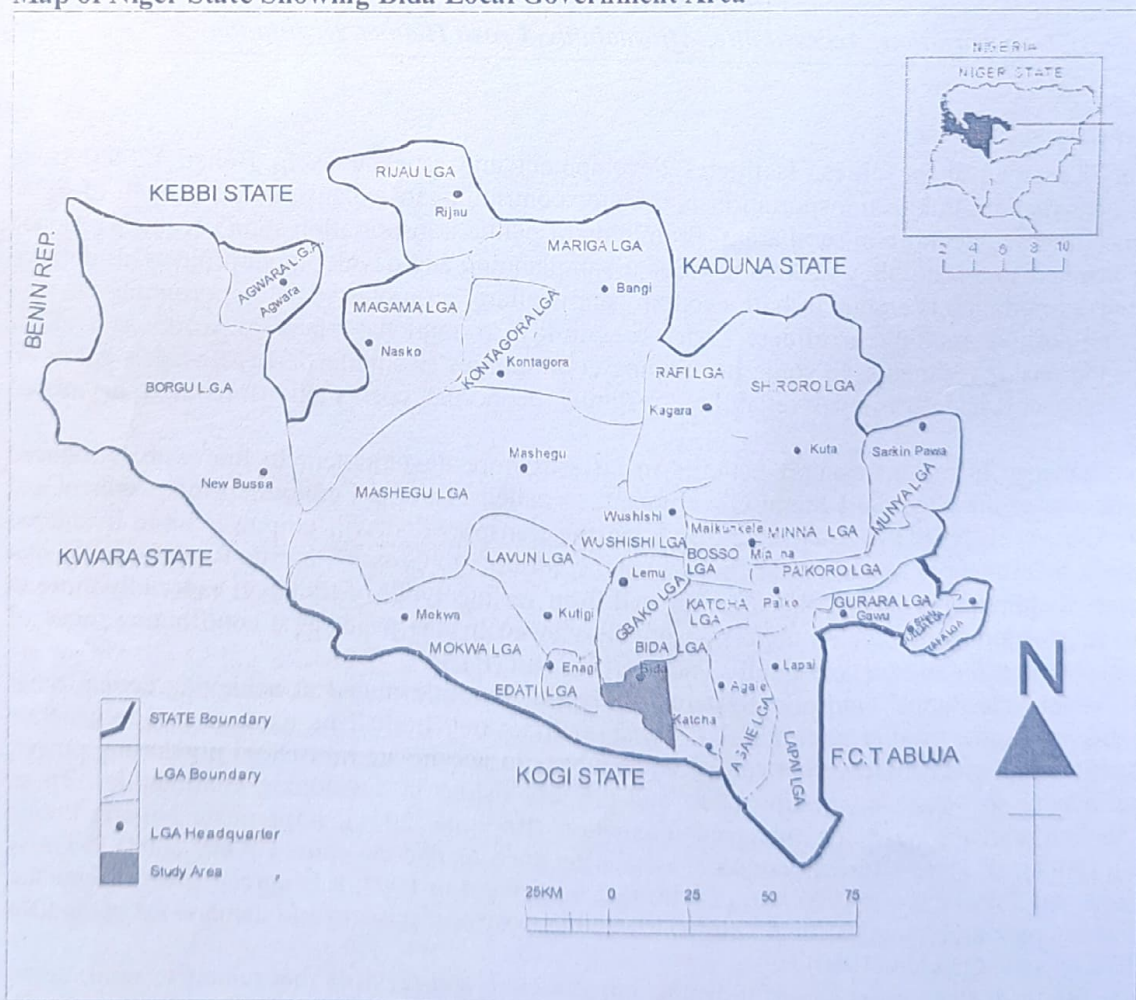 Map of Niger State Showing Bida Local Government Area
NIGERIA
NIGER STATE
2 4 6 8 10
KEBBI STATE
RIJAU LGA
Rijau
MARIGA LGA
KADUNA STATE
BENIN REP.
AGWARA L.G.A
Agwara
MAGAMA LGA
Bangi
KONTAGORA LGA
Nasko
Kontagora
RAFI LGA
SHIRORO LGA
BORGU L.G.A
Kagara
Mashegu
Kuta
Sarkin Pawa
New Bussa
MASHEGU LGA
MUNYA LGA
Wushishi
Maikunkele
MINNA LGA
KWARA STATE
LAVUN LGA
WUSHISHI LGA
BOSSO LGA
Minna
Lemu
PAIKORO LGA
GBAKO LGA
KATCHA LGA
Paiko
GURARA LGA
Gawu
Mokwa
Kutigi
MOKWA LGA
BIDA LGA
Enagi
Bida
Lapai
EDATI LGA
Agaie
Katcha
AGAIE LGA
LAPAI LGA
F.C.T ABUJA
KOGI STATE
N
STATE Boundary
LGA Boundary
LGA Headquarter
Study Area
25KM 0 25 50 75